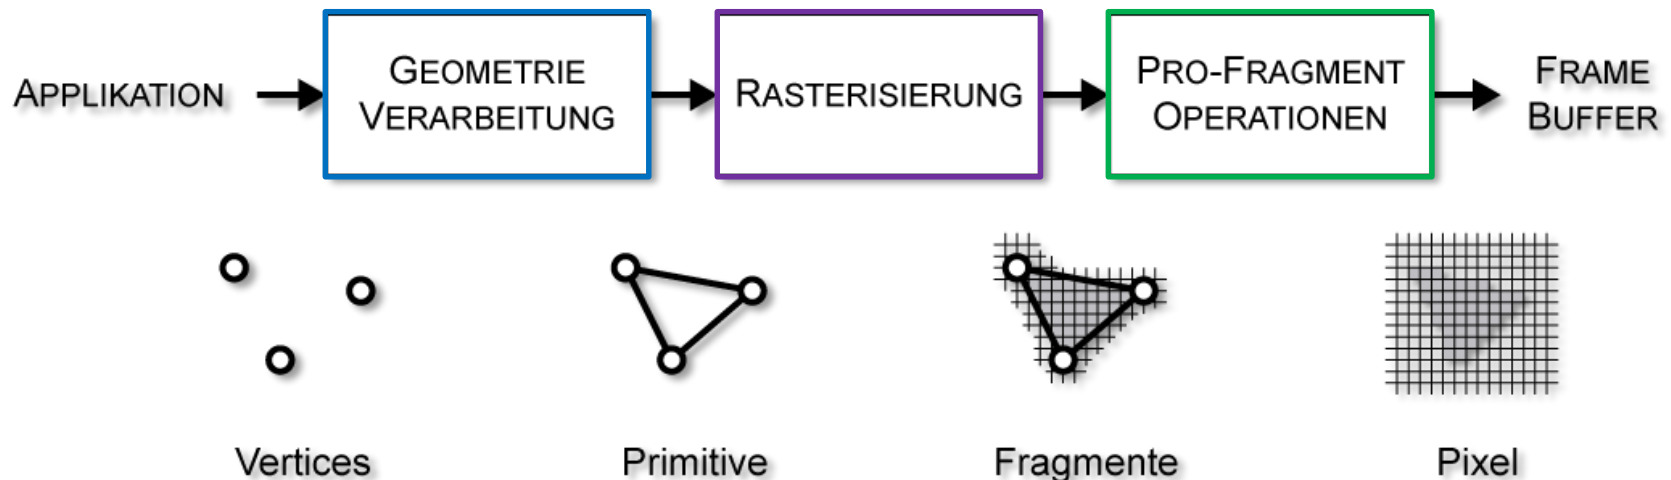 APPLIKATION
GEOMETRIE
VERARBEITUNG
RASTERISIERUNG
PRO-FRAGMENT
OPERATIONEN
FRAME
BUFFER
Vertices
Primitive
Fragmente
Pixel